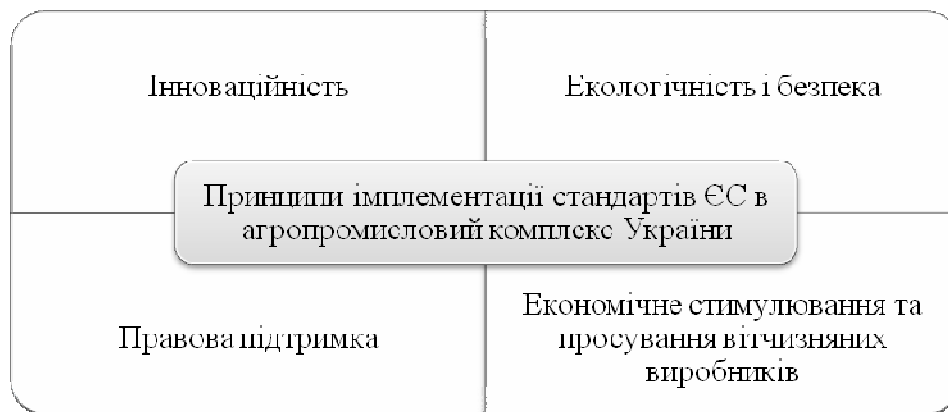 Інноваційність
Екологічність і безпека
Принципи імплементації стандартів ЄС в
агропромисловий комплекс України
Правова підтримка
Економічне стимулювання та
просування вітчизняних
виробників